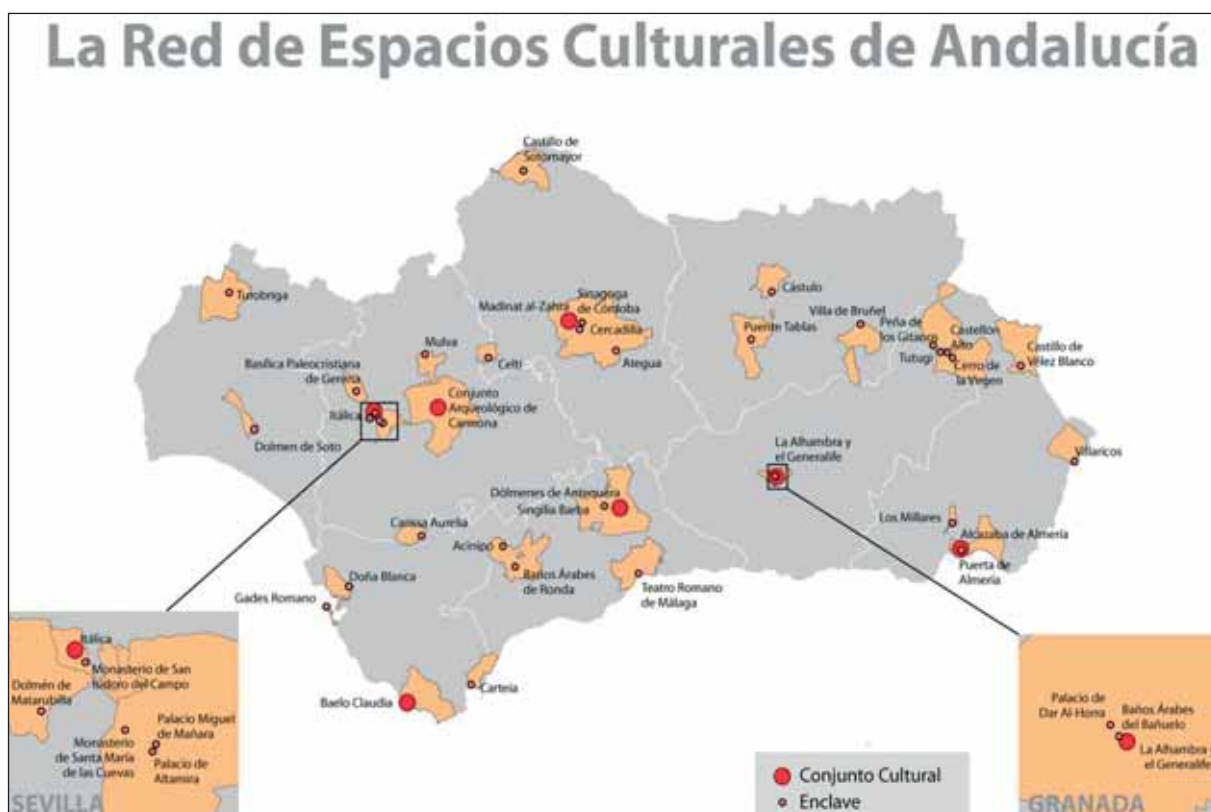 La Red de Espacios Culturales de Andalucía
Castillo de
Sotomayor
Turobriga
Cástulo
Madinat al-Zahra
Sinagoga
de Córdoba
Cercadilla
Ategua
Villa de Bruñel
Puente Tablas
Peña de
los Gitanos
Castellón
Alto
Tutugi
Cerro de
la Virgen
Castillo de
Vélez Blanco
Mulva
Celti
Basílica Paleocristiana
de Gerena
Itálica
Conjunto
Arqueológico de
Carmona
Dolmen de Soto
La Alhambra y
el Generalife
Villaricos
Dólmenes de Antequera
Singilia Barba
Los Millares
Alcazaba de Almería
Puerta de
Almería
Carissa Aurelia
Acinipo
Baños Árabes
de Ronda
Teatro Romano
de Málaga
Doña Blanca
Gades Romano
Baelo Claudia
Carteia
Itálica
Monasterio de San
Isidoro del Campo
Dolmén de
Matarubilla
Palacio Miguel
de Mañara
Monasterio
de Santa María
de las Cuevas
Palacio de
Altamira
SEVILLA
Palacio de
Dar Al-Horra
Baños Árabes
del Bañuelo
La Alhambra y
el Generalife
GRANADA
Conjunto Cultural
Enclave